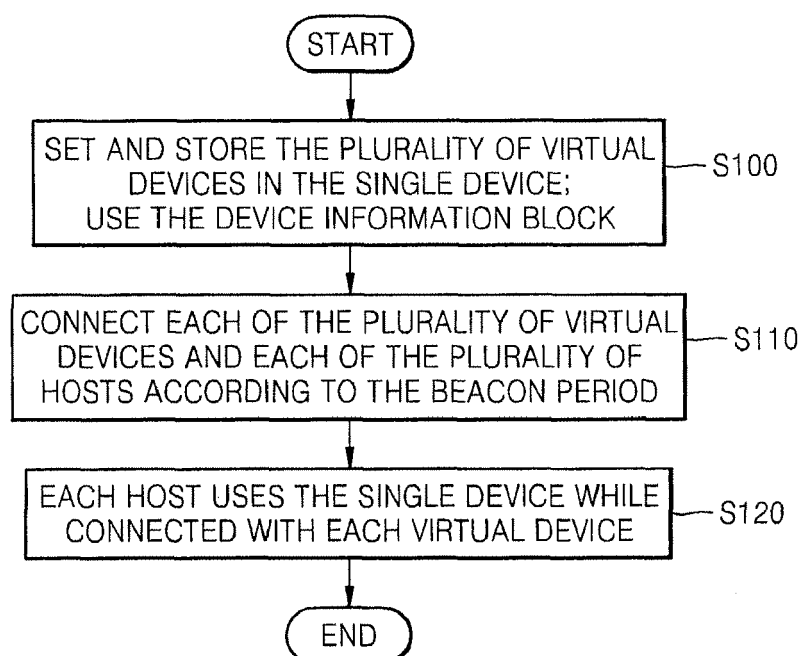 START
SET AND STORE THE PLURALITY OF VIRTUAL
DEVICES IN THE SINGLE DEVICE;
USE THE DEVICE INFORMATION BLOCK
S100
CONNECT EACH OF THE PLURALITY OF VIRTUAL
DEVICES AND EACH OF THE PLURALITY OF
HOSTS ACCORDING TO THE BEACON PERIOD
S110
EACH HOST USES THE SINGLE DEVICE WHILE
CONNECTED WITH EACH VIRTUAL DEVICE
S120
END